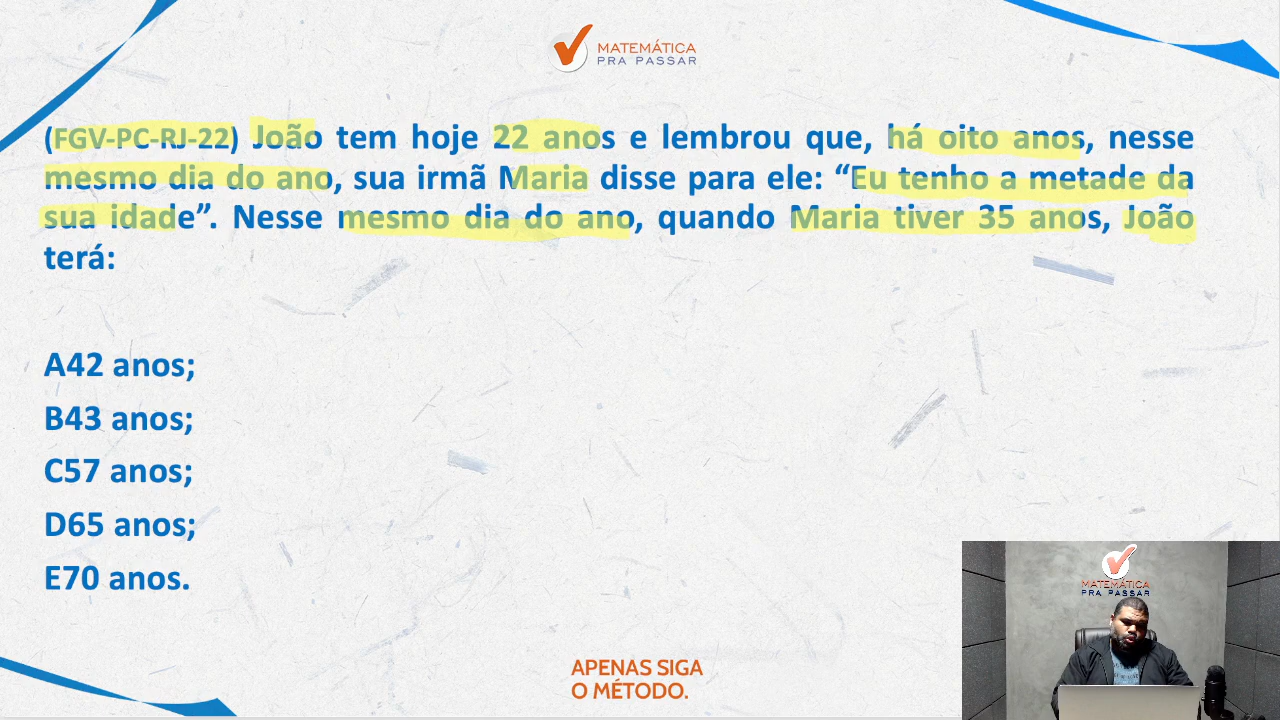 MATEMÁTICA
PRA PASSAR
(FGV-PC-RJ-22) João tem hoje 22 anos e lembrou que, há oito anos, nesse
mesmo dia do ano, sua irmã Maria disse para ele: “Eu tenho a metade da
sua idade”. Nesse mesmo dia do ano, quando Maria tiver 35 anos, João
terá:
A42 anos;
B43 anos;
C57 anos;
D65 anos;
E70 anos.
MATEMÁTICA
PRA PASSAR
APENAS SIGA
O MÉTODO.